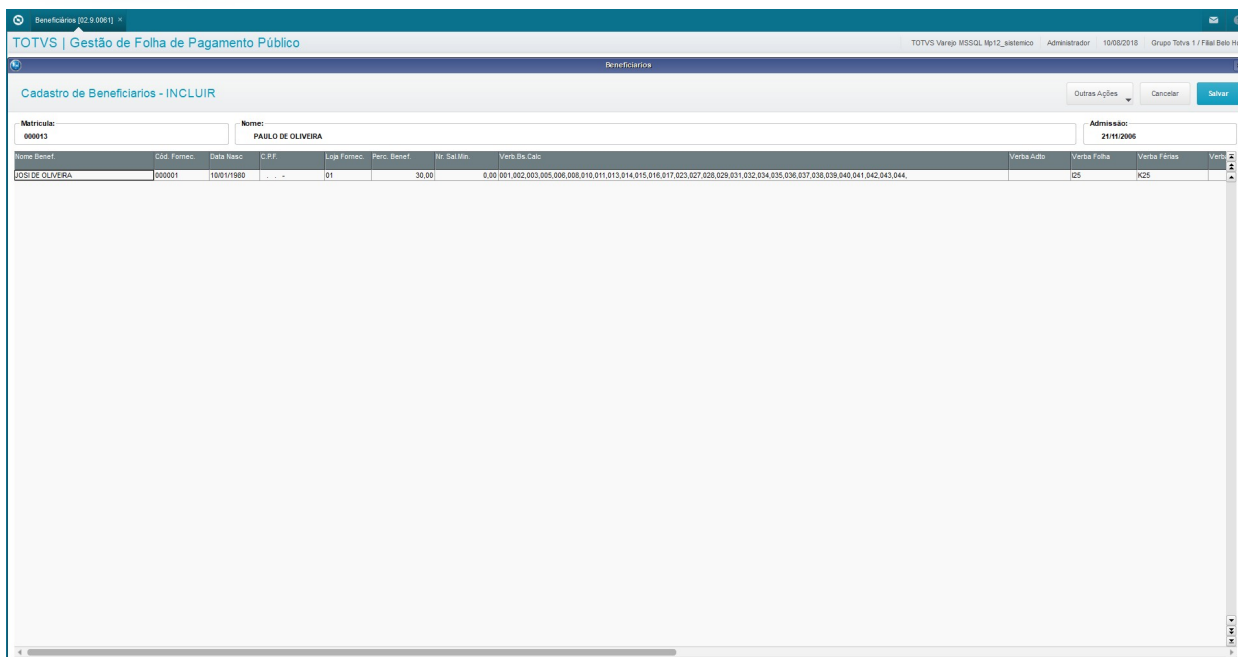 Beneficiários [02.9.0061] ×
TOTVS | Gestão de Folha de Pagamento Público
TOTVS Varejo MSSQL Mp12_sistemico Administrador 10/08/2018 Grupo Totvs 1 / Filial Belo H
Beneficiarios
Cadastro de Beneficiarios - INCLUIR
Outras Ações Cancelar Salvar
Matricula: Nome: Admissão:
000013 PAULO DE OLIVEIRA 21/11/2006
Nome Benef. Cód. Fornec. Data Nasc C.P.F. Loja Fornec. Perc. Benef. Nr. Sal.Min. Verb.Bs.Calc Verba Adto Verba Folha Verba Férias Verb
JOSI DE OLIVEIRA 000001 10/01/1980 . . - 01 30,00 0,00 001,002,003,005,006,008,010,011,013,014,015,016,017,023,027,028,029,031,032,034,035,036,037,038,039,040,041,042,043,044, I25 K25